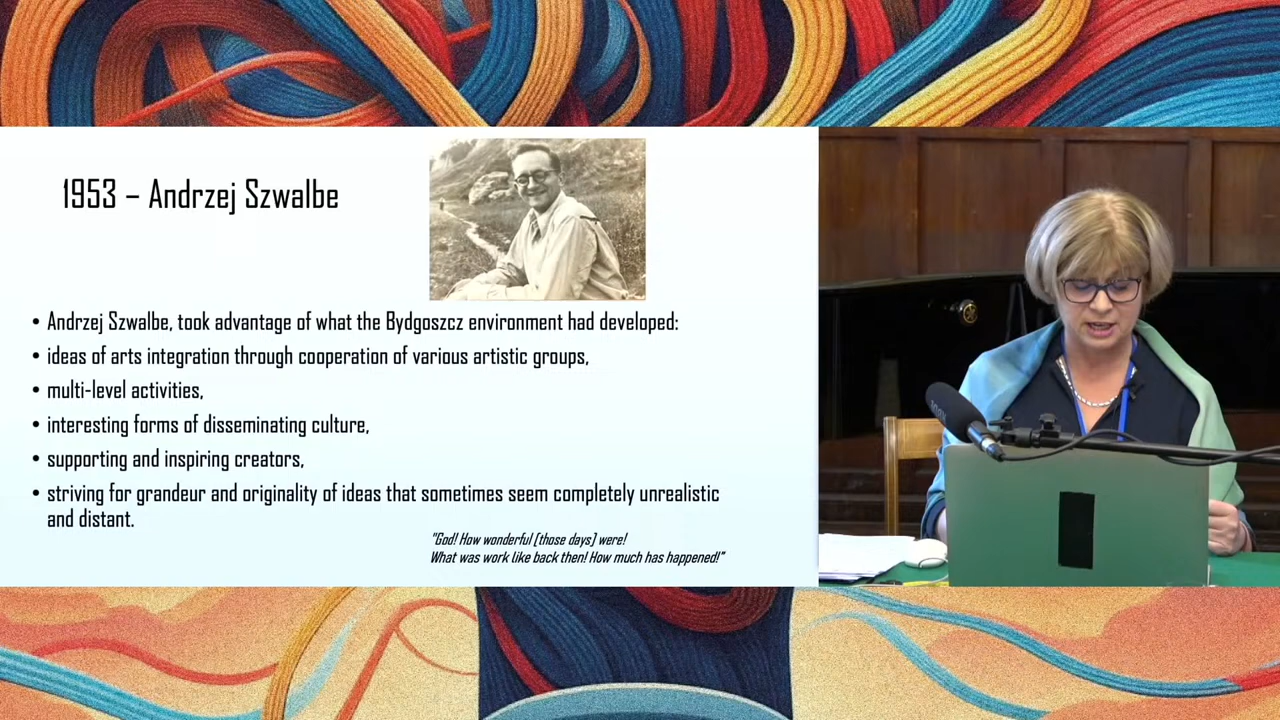 1953 – Andrzej Szwalbe
• Andrzej Szwalbe, took advantage of what the Bydgoszcz environment had developed:
• ideas of arts integration through cooperation of various artistic groups,
• multi-level activities,
• interesting forms of disseminating culture,
• supporting and inspiring creators,
• striving for grandeur and originality of ideas that sometimes seem completely unrealistic
and distant.
"God! How wonderful [those days] were!
What was work like back then! How much has happened!"